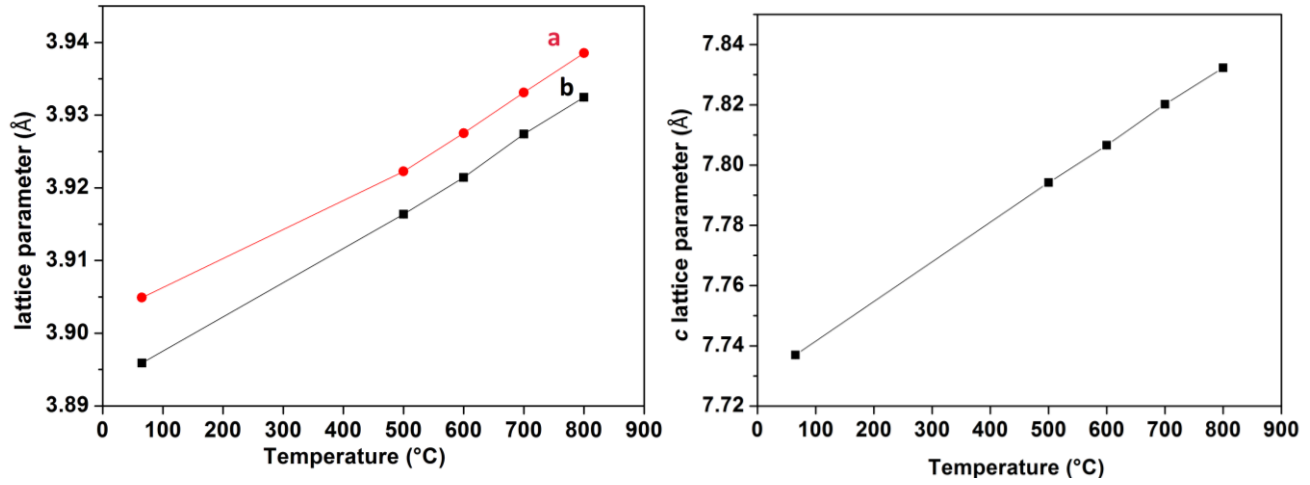 lattice parameter (Å)
3.94
3.93
3.92
3.91
3.90
3.89
a
b
0 100 200 300 400 500 600 700 800 900
Temperature (°C)
c lattice parameter (Å)
7.84
7.82
7.80
7.78
7.76
7.74
7.72
0 100 200 300 400 500 600 700 800 900
Temperature (°C)